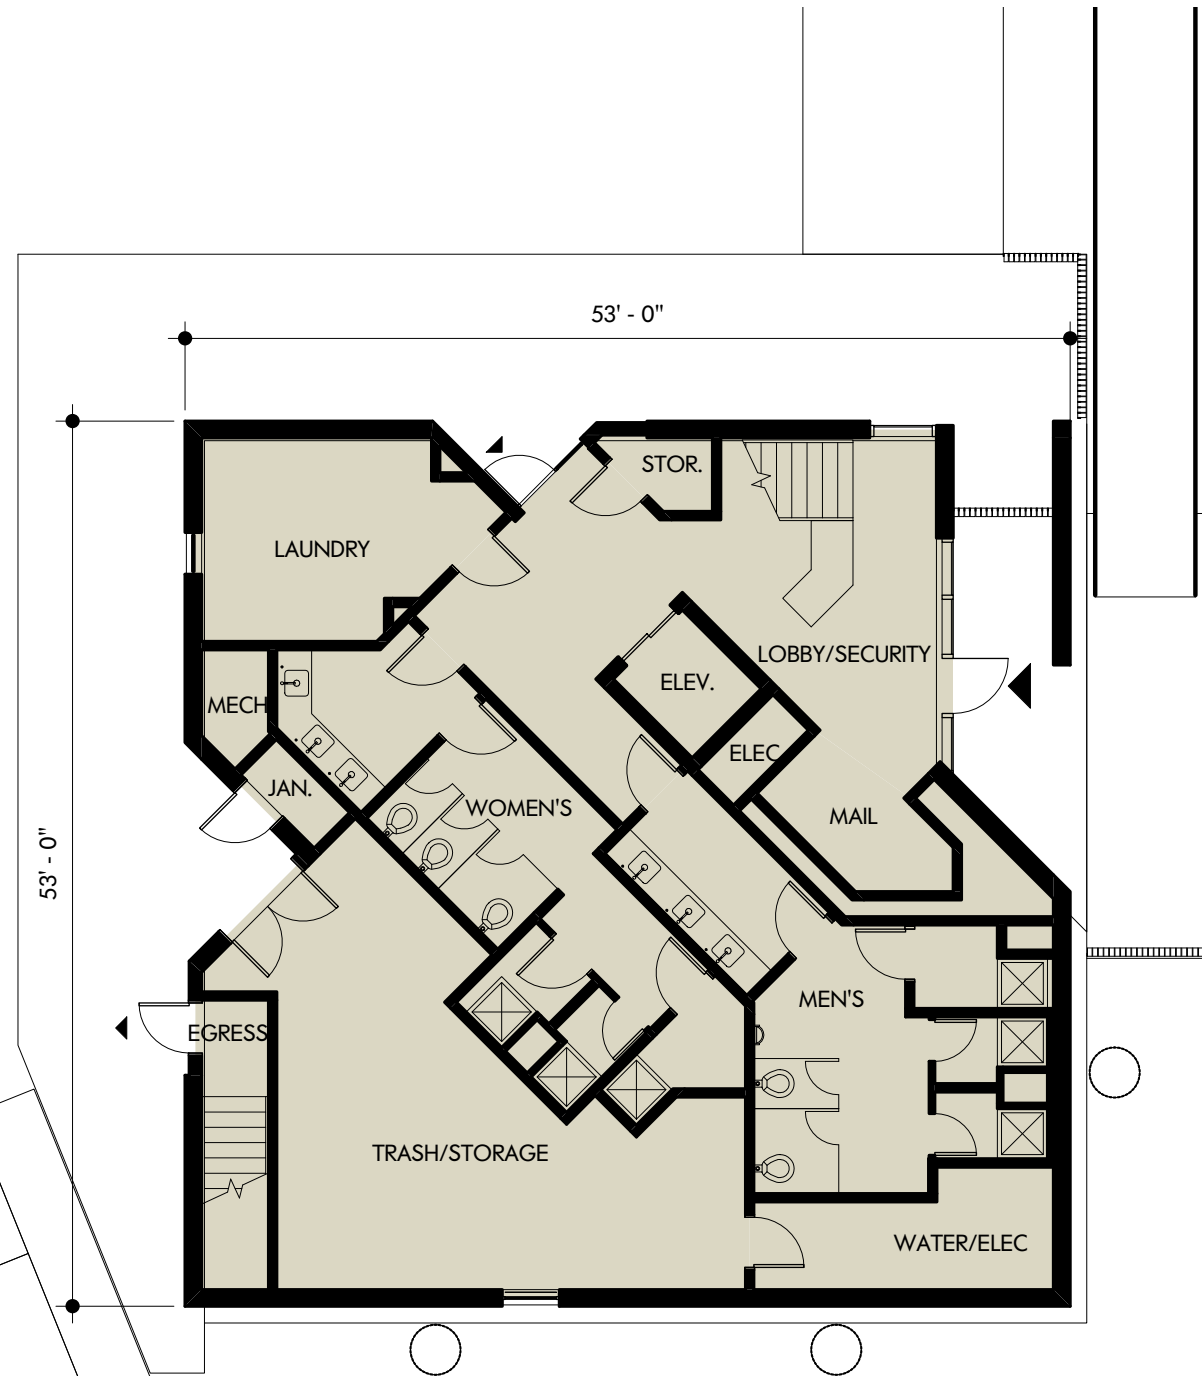 53' - 0"
STOR.
LAUNDRY
LOBBY/SECURITY
ELEV.
MECH
ELEC
JAN.
WOMEN'S
MAIL
53' - 0"
MEN'S
EGRESS
TRASH/STORAGE
WATER/ELEC